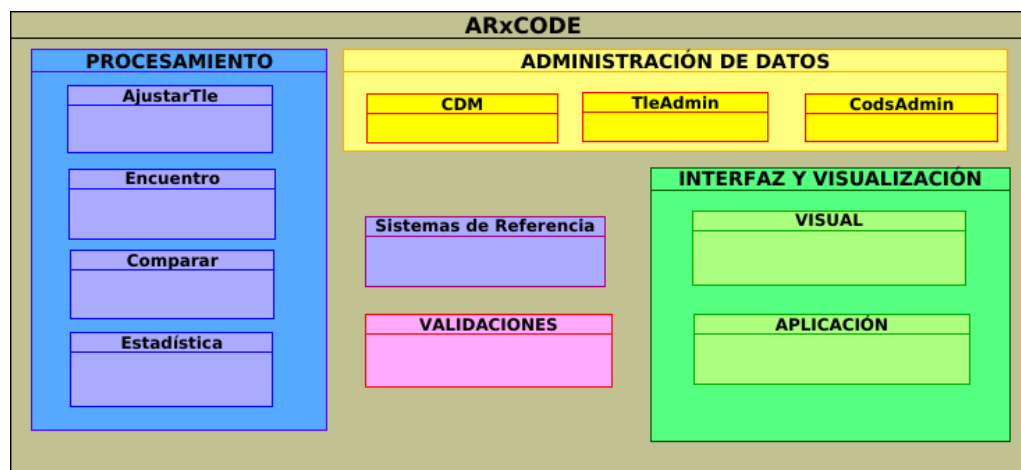 ARxCODE
PROCESAMIENTO
AjustarTle
Encuentro
Comparar
Estadística
ADMINISTRACIÓN DE DATOS
CDM
TleAdmin
CodsAdmin
Sistemas de Referencia
VALIDACIONES
INTERFAZ Y VISUALIZACIÓN
VISUAL
APLICACIÓN